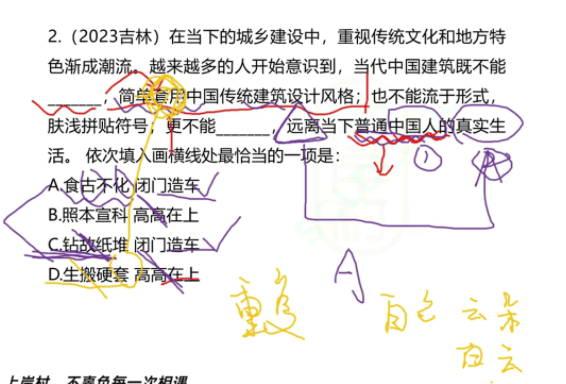 2.（2023吉林）在当下的城乡建设中，重视传统文化和地方特
色渐成潮流。越来越多的人开始意识到，当代中国建筑既不能
_______，简单套用中国传统建筑设计风格；也不能流于形式，
肤浅拼贴符号；更不能_______，远离当下普通中国人的真实生
活。 依次填入画横线处最恰当的一项是：
①
A.食古不化 闭门造车
B.照本宣科 高高在上
C.钻故纸堆 闭门造车
D.生搬硬套 高高在上
A
重复
白色 云朵
白云
上岸村，不辜负每一次相遇